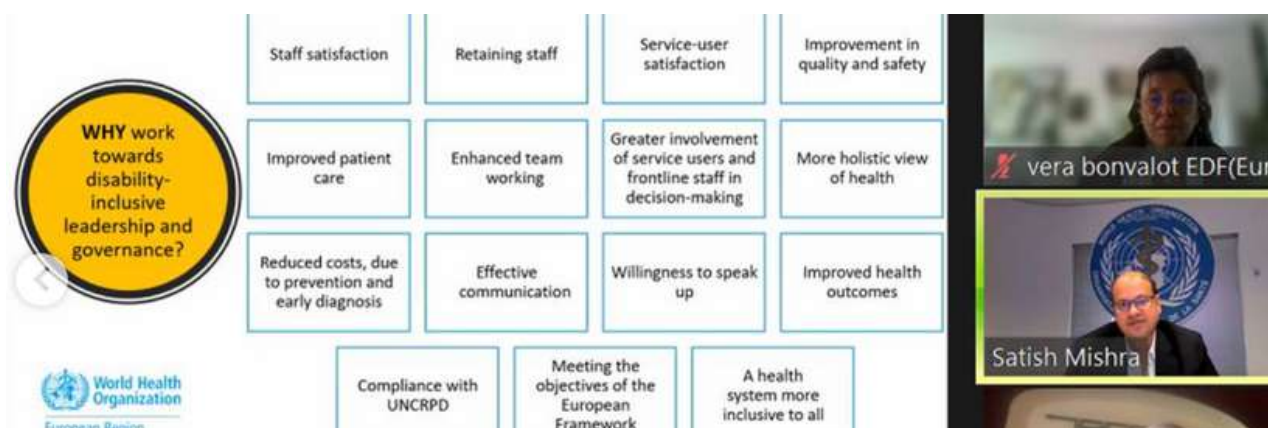 Staff satisfaction
Retaining staff
Service-user
satisfaction
Improvement in
quality and safety
WHY work
towards
disability-
inclusive
leadership and
governance?
Improved patient
care
Enhanced team
working
Greater involvement
of service users and
frontline staff in
decision-making
More holistic view
of health
Reduced costs, due
to prevention and
early diagnosis
Effective
communication
Willingness to speak
up
Improved health
outcomes
Compliance with
UNCRPD
Meeting the
objectives of the
European
Framework
A health
system more
inclusive to all
World Health
Organization
European Region
vera bonvalot EDF(Eur
WORLD HEALTH ORGANIZATION
Satish Mishra